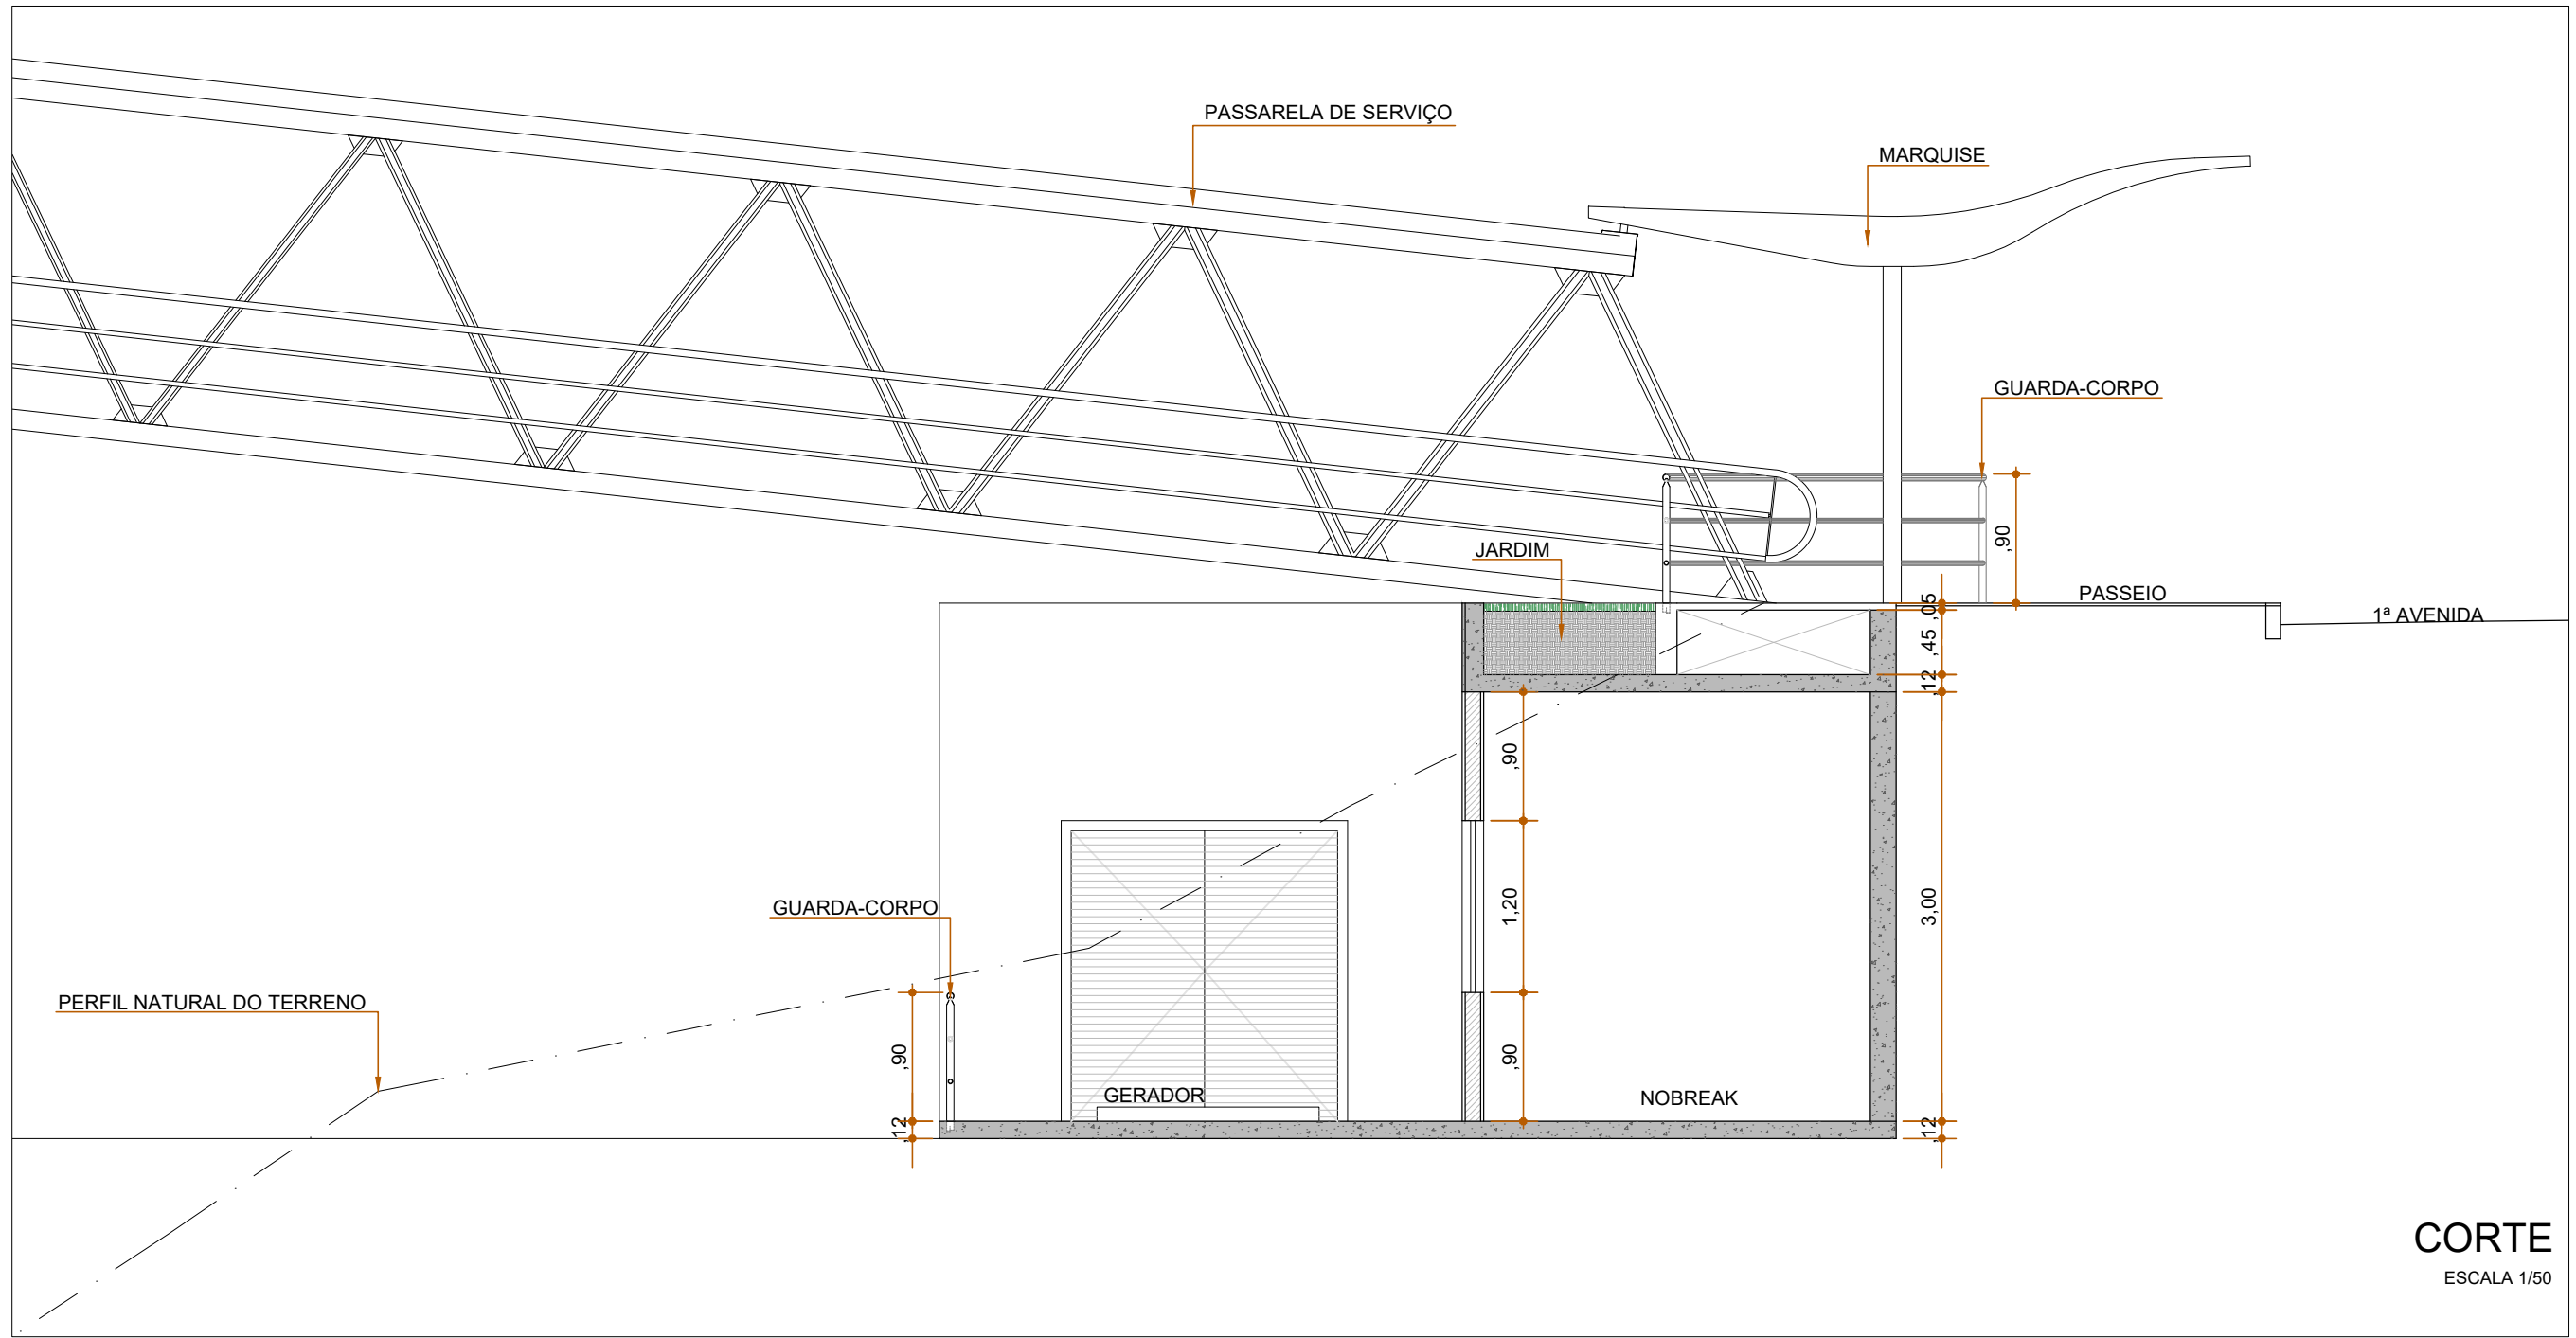 PASSARELA DE SERVIÇO
MARQUISE
GUARDA-CORPO
,90
JARDIM
PASSEIO
1ª AVENIDA
,05
,45
,12
,90
1,20
3,00
GUARDA-CORPO
PERFIL NATURAL DO TERRENO
,90
,90
GERADOR
NOBREAK
,12
,12
CORTE
ESCALA 1/50